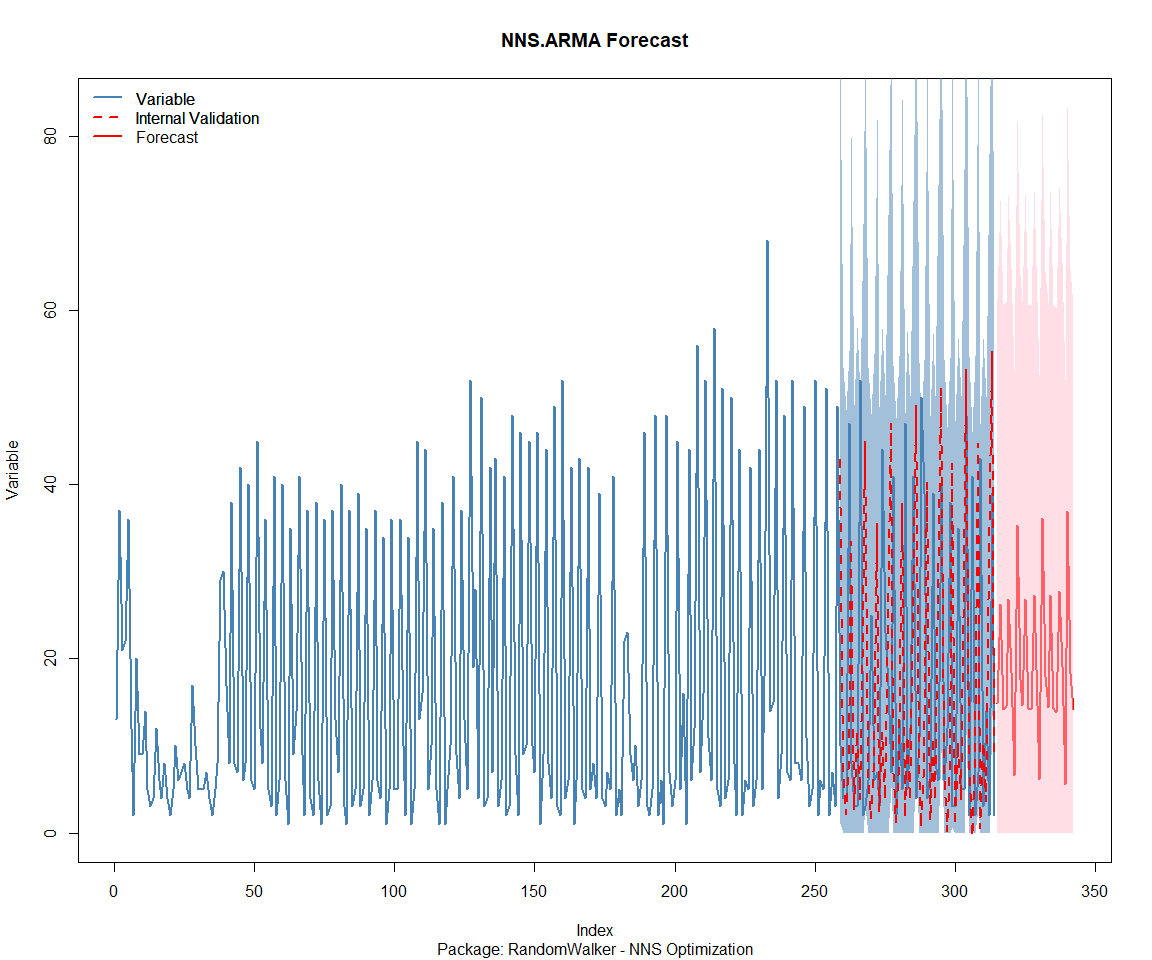 NNS.ARMA Forecast
Variable
Internal Validation
Forecast
Variable
80
60
40
20
0
0 50 100 150 200 250 300 350
Index
Package: RandomWalker - NNS Optimization